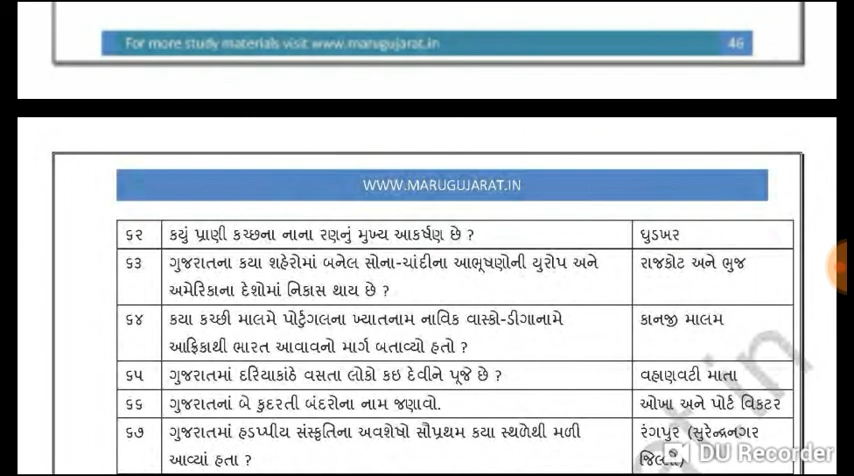 For more study materials visit www.marugujarat.in 46
WWW.MARUGUJARAT.IN
૬૨ કયું પ્રાણી કચ્છના નાના રણનું મુખ્ય આકર્ષણ છે ? ઘુડખર
૬૩ ગુજરાતના કયા શહેરોમાં બનેલ સોના-ચાંદીના આભૂષણોની યુરોપ અને રાજકોટ અને ભુજ
અમેરિકાના દેશોમાં નિકાસ થાય છે ?
૬૪ કયા કચ્છી માલમે પોર્ટુગલના ખ્યાતનામ નાવિક વાસ્કો-ડીગાનામે કાનજી માલમ
આફ્રિકાથી ભારત આવાવનો માર્ગ બતાવ્યો હતો ?
૬૫ ગુજરાતમાં દરિયાકાંઠે વસતા લોકો કઇ દેવીને પૂજે છે ? વહાણવટી માતા
૬૬ ગુજરાતનાં બે કુદરતી બંદરોના નામ જણાવો. ઓખા અને પોર્ટ વિકટર
૬૭ ગુજરાતમાં હડપ્પીય સંસ્કૃતિના અવશેષો સૌપ્રથમ કયા સ્થળેથી મળી રંગાપુર (સુરેન્દ્રનગર
આવ્યાં હતા ? જિલ્લો)
DU Recorder